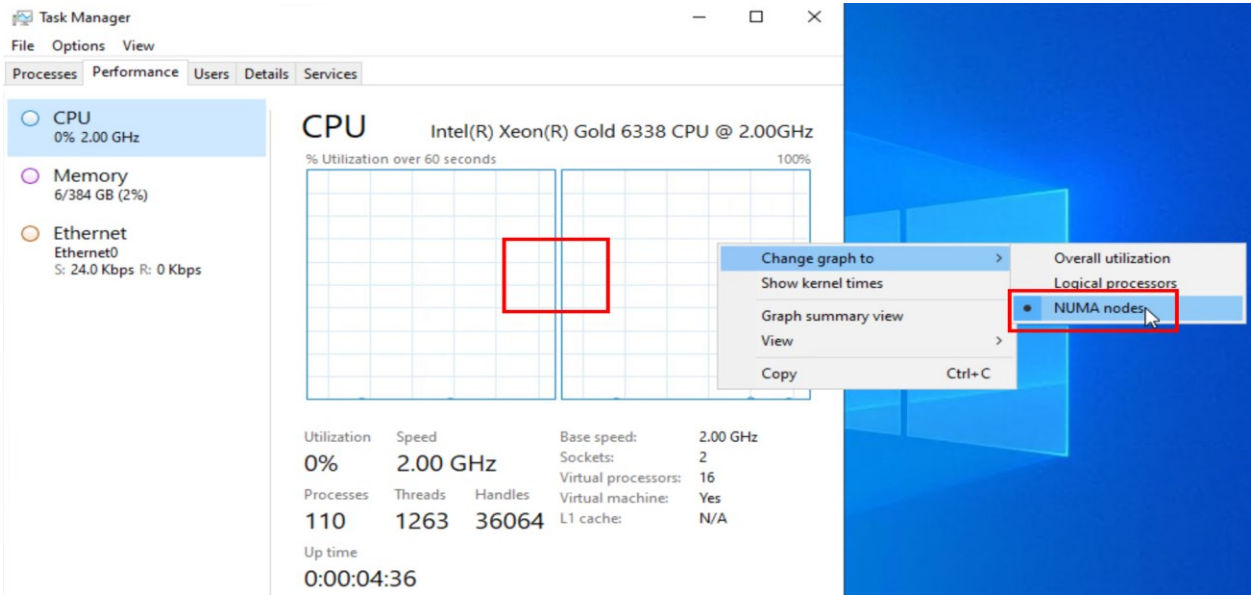 Task Manager
File Options View
Processes Performance Users Details Services
CPU
0% 2.00 GHz
Memory
6/384 GB (2%)
Ethernet
Ethernet0
S: 24.0 Kbps R: 0 Kbps
CPU Intel(R) Xeon(R) Gold 6338 CPU @ 2.00GHz
% Utilization over 60 seconds 100%
Change graph to >
Show kernel times
Graph summary view
View >
Copy Ctrl+C
Overall utilization
Logical processors
NUMA nodes
Utilization Speed
0% 2.00 GHz
Processes Threads Handles
110 1263 36064
Up time
0:00:04:36
Base speed: 2.00 GHz
Sockets: 2
Virtual processors: 16
Virtual machine: Yes
L1 cache: N/A